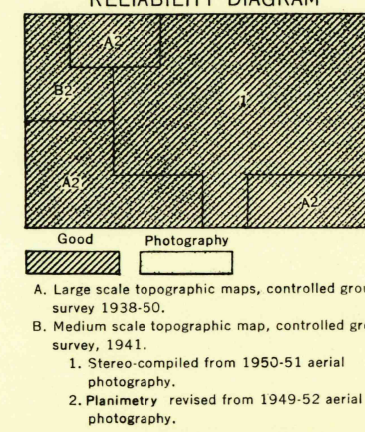 RELIABILITY DIAGRAM
A2
B2
1
A2
A2
Good Photography
A. Large scale topographic maps, controlled gro
survey 1938-50.
B. Medium scale topographic map, controlled gr
survey, 1941.
1. Stereo-compiled from 1950-51 aerial
photography.
2. Planimetry revised from 1949-52 aerial
photography.